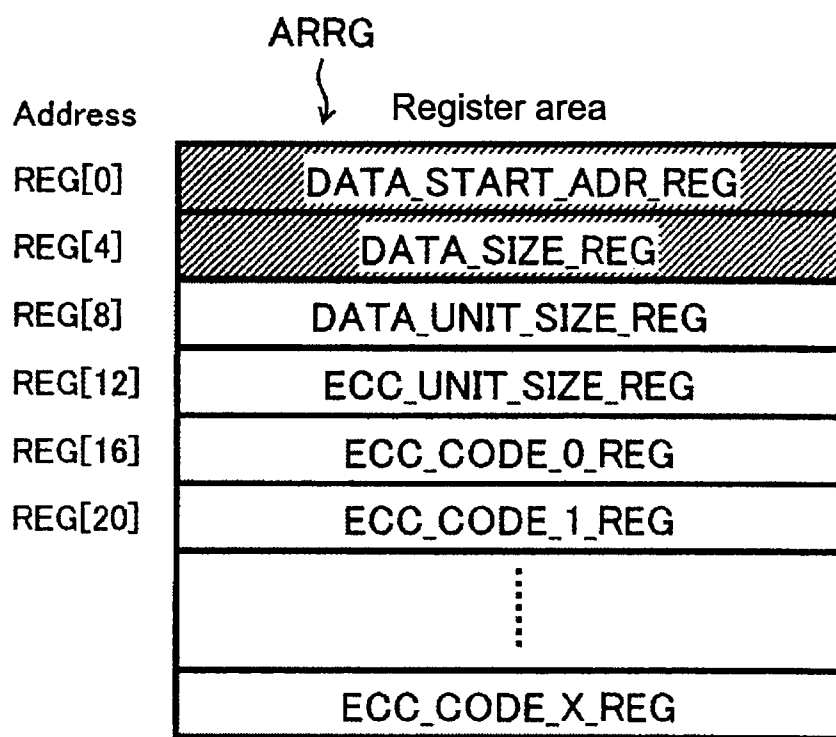 ARRG
Address Register area
REG[0] DATA_START_ADR_REG
REG[4] DATA_SIZE_REG
REG[8] DATA_UNIT_SIZE_REG
REG[12] ECC_UNIT_SIZE_REG
REG[16] ECC_CODE_0_REG
REG[20] ECC_CODE_1_REG
ECC_CODE_X_REG